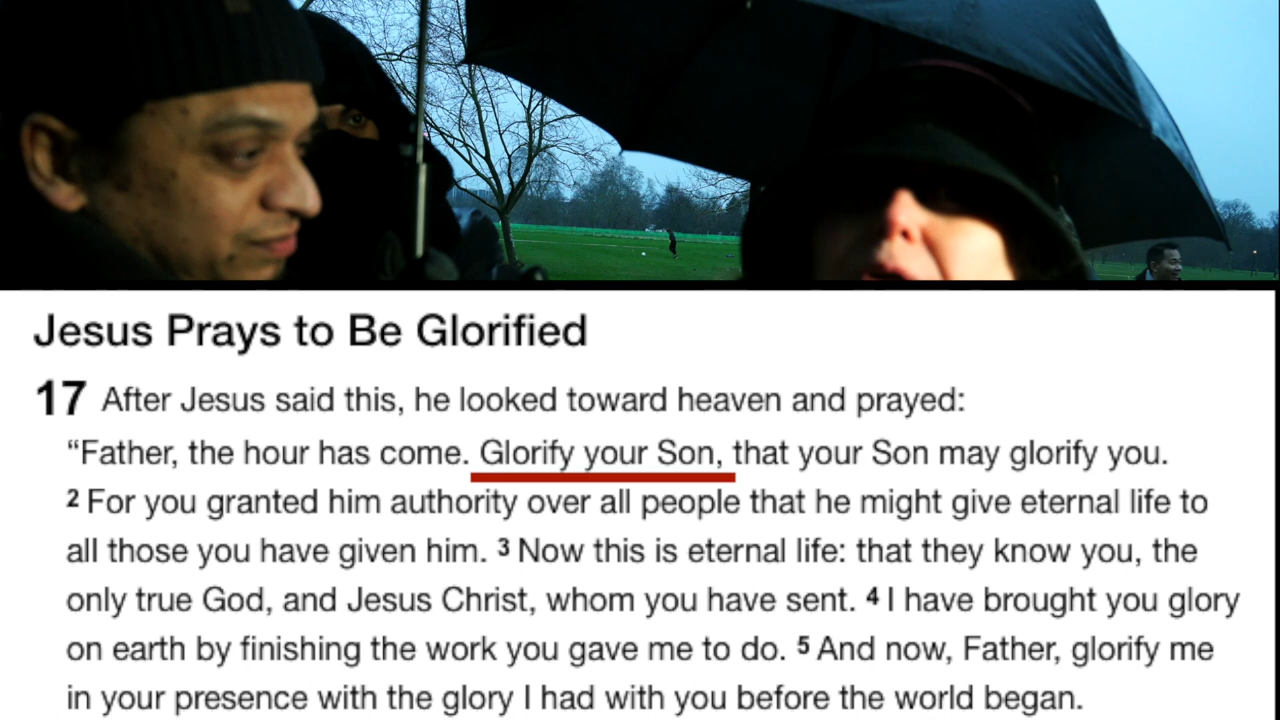 Jesus Prays to Be Glorified
17 After Jesus said this, he looked toward heaven and prayed:
“Father, the hour has come. Glorify your Son, that your Son may glorify you.
2 For you granted him authority over all people that he might give eternal life to
all those you have given him. 3 Now this is eternal life: that they know you, the
only true God, and Jesus Christ, whom you have sent. 4 I have brought you glory
on earth by finishing the work you gave me to do. 5 And now, Father, glorify me
in your presence with the glory I had with you before the world began.